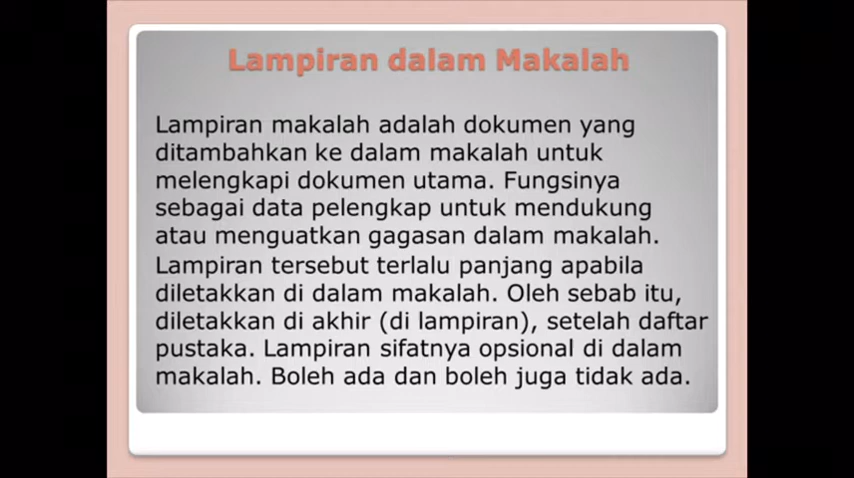 Lampiran dalam Makalah
Lampiran makalah adalah dokumen yang
ditambahkan ke dalam makalah untuk
melengkapi dokumen utama. Fungsinya
sebagai data pelengkap untuk mendukung
atau menguatkan gagasan dalam makalah.
Lampiran tersebut terlalu panjang apabila
diletakkan di dalam makalah. Oleh sebab itu,
diletakkan di akhir (di lampiran), setelah daftar
pustaka. Lampiran sifatnya opsional di dalam
makalah. Boleh ada dan boleh juga tidak ada.